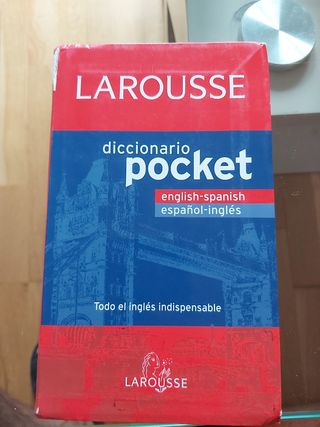 LAROUSSE
diccionario
pocket
english-spanish
español-inglés
Todo el inglés indispensable
LAROUSSE